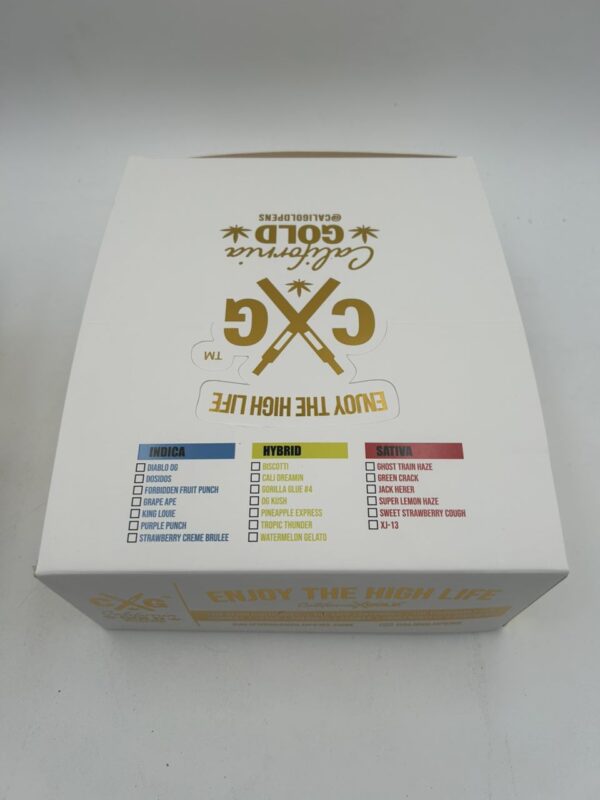 @CALIGOLDPENS
California
GOLD
CXG
TM
ENJOY THE HIGH LIFE
INDICA
DIABLO OG
DOSIDOS
FORBIDDEN FRUIT PUNCH
GRAPE APE
KING LOUIE
PURPLE PUNCH
STRAWBERRY CREME BRULEE
HYBRID
BISCOTTI
CALI DREAMIN
GORILLA GLUE #4
OG KUSH
PINEAPPLE EXPRESS
TROPIC THUNDER
WATERMELON GELATO
SATIVA
GHOST TRAIN HAZE
GREEN CRACK
JACK HERER
SUPER LEMON HAZE
SWEET STRAWBERRY COUGH
XJ-13
CXG
ENJOY THE HIGH LIFE